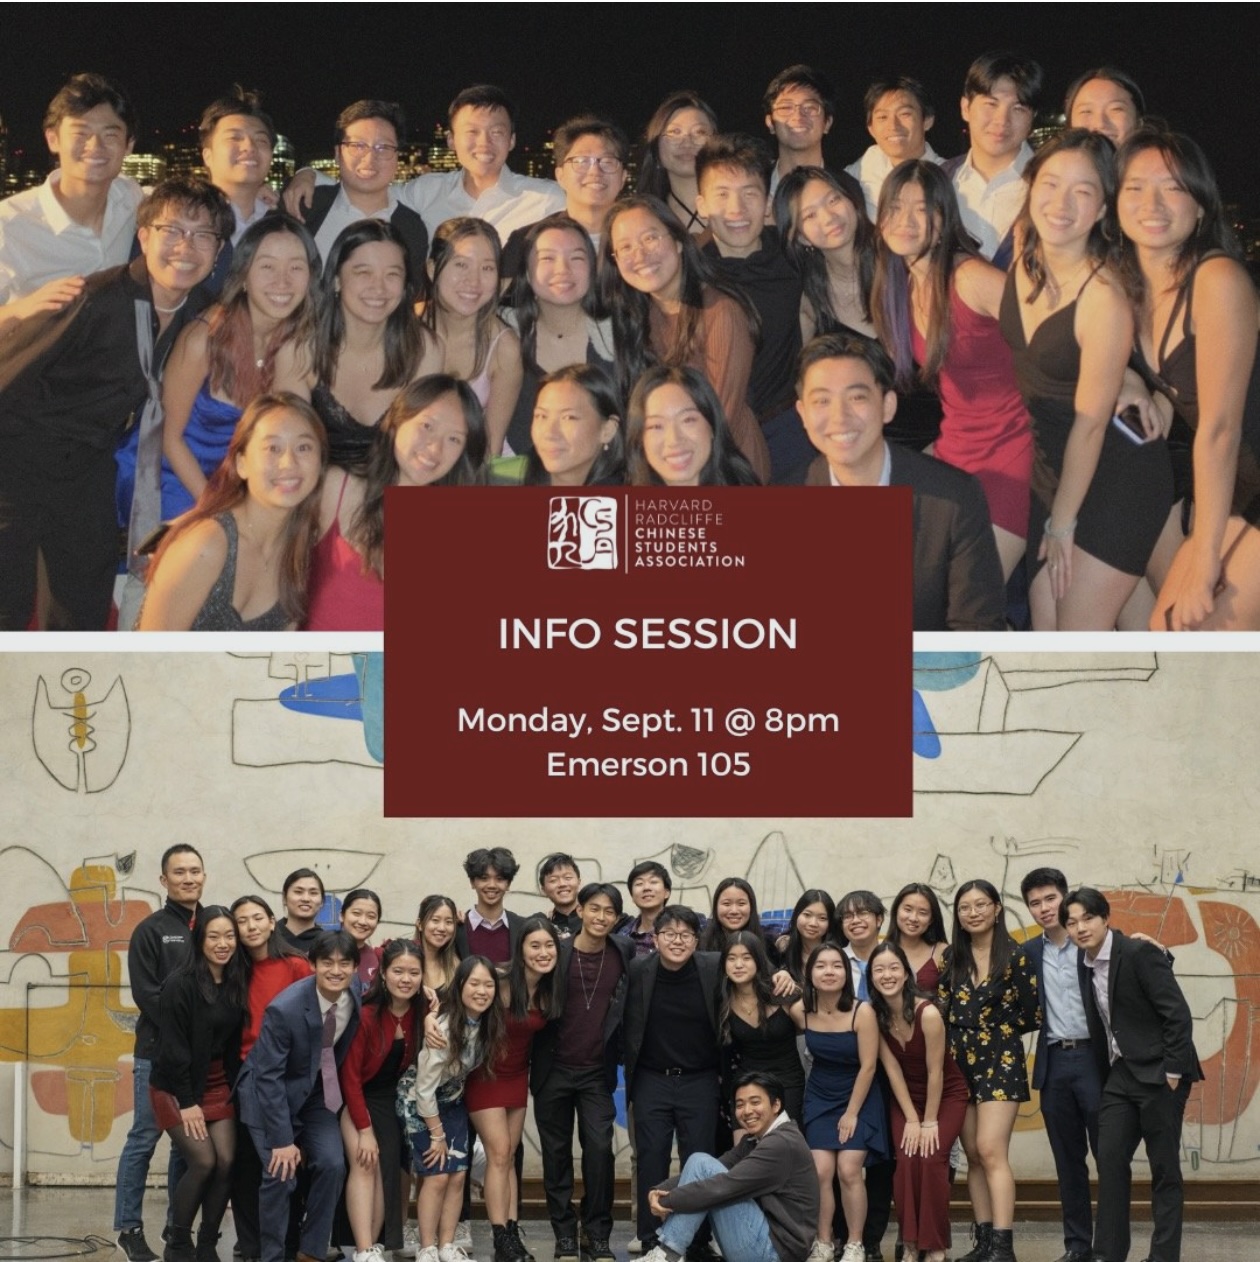 HARVARD
RADCLIFFE
CHINESE
STUDENTS
ASSOCIATION
INFO SESSION
Monday, Sept. 11 @ 8pm
Emerson 105